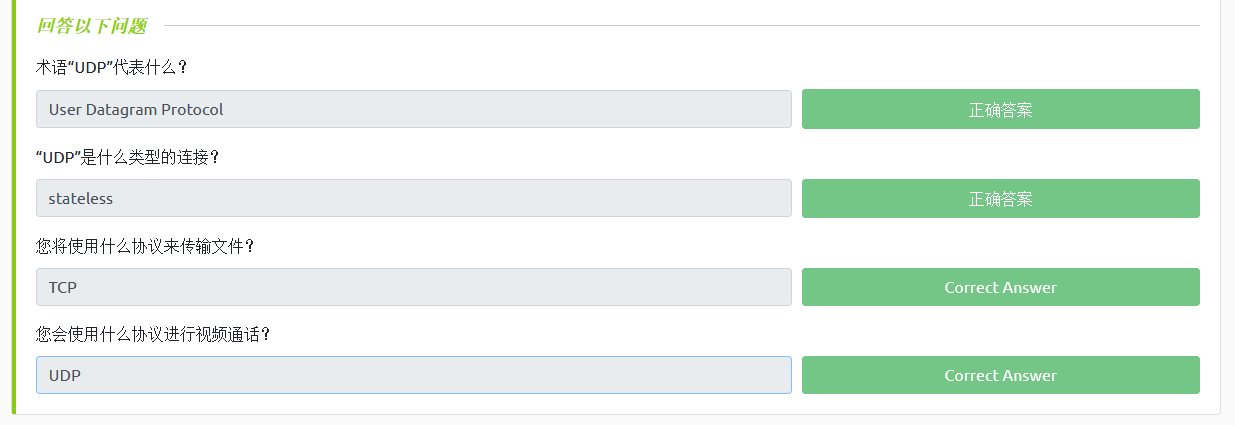 回答以下问题
术语“UDP”代表什么？
User Datagram Protocol
正确答案
“UDP”是什么类型的连接？
stateless
正确答案
您将使用什么协议来传输文件？
TCP
Correct Answer
您会使用什么协议进行视频通话？
UDP
Correct Answer